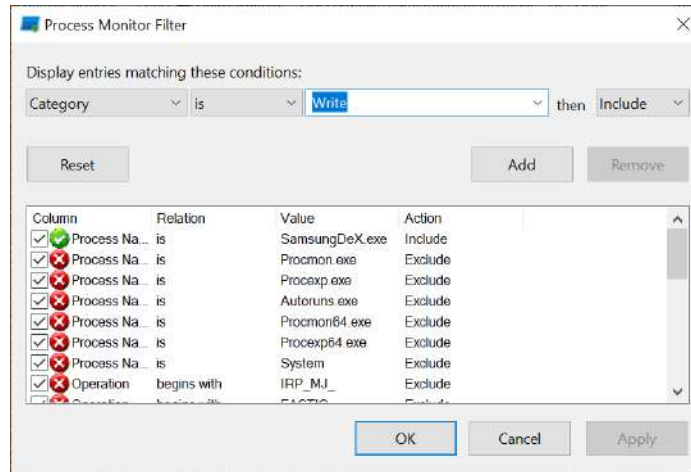 Process Monitor Filter
Display entries matching these conditions:
Category is Write then Include
Reset Add Remove
Column Relation Value Action
Process Na... is SamsungDeX.exe Include
Process Na... is Procmon.exe Exclude
Process Na... is Procexp.exe Exclude
Process Na... is Autoruns.exe Exclude
Process Na... is Procmon64.exe Exclude
Process Na... is Procexp64.exe Exclude
Process Na... is System Exclude
Operation begins with IRP_MJ_ Exclude
OK Cancel Apply